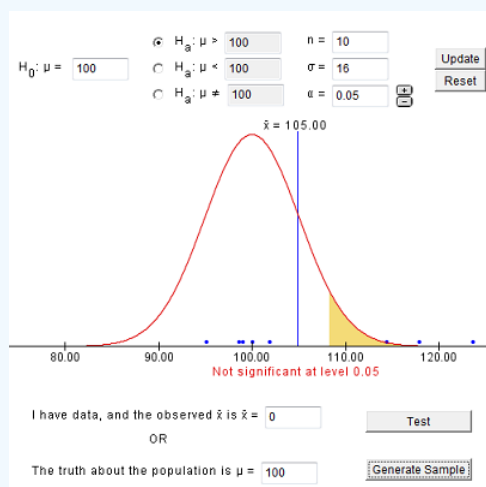 H0: μ = 100
Ha: μ > 100
Ha: μ < 100
Ha: μ ≠ 100
n = 10
σ = 16
α = 0.05
+
−
Update
Reset
x̄ = 105.00
80.00 90.00 100.00 110.00 120.00
Not significant at level 0.05
I have data, and the observed x̄ is x̄ = 0
Test
OR
The truth about the population is μ = 100
Generate Sample